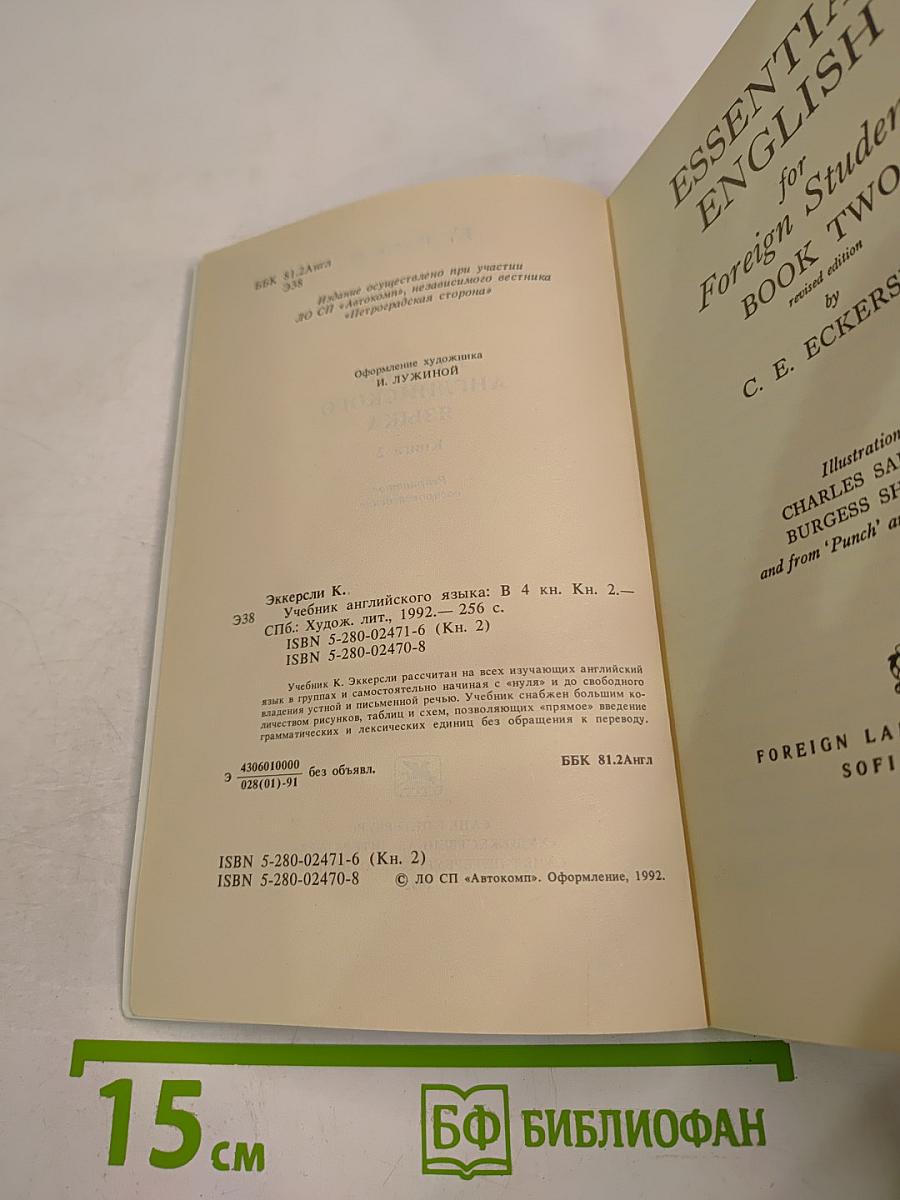 ББК 81.2Англ
Э38
Издание осуществлено при участии
ЛО СП «Автокомп», независимого вестника
«Петроградская сторона»
Оформление художника
И. ЛУЖИНОЙ
Эккерсли К.
Э38 Учебник английского языка: В 4 кн. Кн. 2.—
СПб.: Худож. лит., 1992.— 256 с.
ISBN 5-280-02471-6 (Кн. 2)
ISBN 5-280-02470-8
Учебник К. Эккерсли рассчитан на всех изучающих английский
язык в группах и самостоятельно начиная с «нуля» и до свободного
владения устной и письменной речью. Учебник снабжен большим ко-
личеством рисунков, таблиц и схем, позволяющих «прямое» введение
грамматических и лексических единиц без обращения к переводу.
Э 4306010000 без объявл.
028(01)-91
ББК 81.2Англ
ISBN 5-280-02471-6 (Кн. 2)
ISBN 5-280-02470-8 © ЛО СП «Автокомп». Оформление, 1992.
ESSENTIA
ENGLISH
for
Foreign Studen
BOOK TWO
revised edition
by
C. E. ECKERS
Illustration
CHARLES SA
BURGESS SH
and from 'Punch' a
FOREIGN LA
SOFI
15 см
БФ БИБЛИОФАН